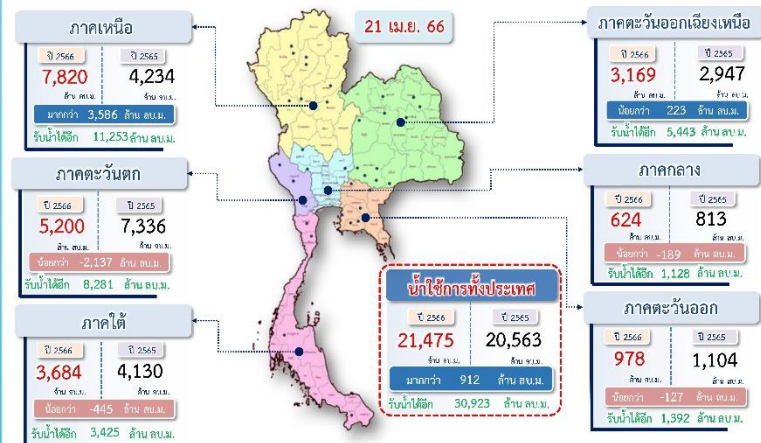 21 เม.ย. 66
ภาคเหนือ
ปี 2566 ปี 2565
7,820 4,234
ล้าน ลบ.ม. ล้าน ลบ.ม.
มากกว่า 3,586 ล้าน ลบ.ม.
รับน้ำได้อีก 11,253 ล้าน ลบ.ม.
ภาคตะวันตก
ปี 2566 ปี 2565
5,200 7,336
ล้าน ลบ.ม. ล้าน ลบ.ม.
น้อยกว่า -2,137 ล้าน ลบ.ม.
รับน้ำได้อีก 8,281 ล้าน ลบ.ม.
ภาคใต้
ปี 2566 ปี 2565
3,684 4,130
ล้าน ลบ.ม. ล้าน ลบ.ม.
น้อยกว่า -445 ล้าน ลบ.ม.
รับน้ำได้อีก 3,425 ล้าน ลบ.ม.
น้ำใช้การทั้งประเทศ
ปี 2566 ปี 2565
21,475 20,563
ล้าน ลบ.ม. ล้าน ลบ.ม.
มากกว่า 912 ล้าน ลบ.ม.
รับน้ำได้อีก 30,923 ล้าน ลบ.ม.
ภาคตะวันออกเฉียงเหนือ
ปี 2566 ปี 2565
3,169 2,947
ล้าน ลบ.ม. ล้าน ลบ.ม.
น้อยกว่า 223 ล้าน ลบ.ม.
รับน้ำได้อีก 5,443 ล้าน ลบ.ม.
ภาคกลาง
ปี 2566 ปี 2565
624 813
ล้าน ลบ.ม. ล้าน ลบ.ม.
น้อยกว่า -189 ล้าน ลบ.ม.
รับน้ำได้อีก 1,128 ล้าน ลบ.ม.
ภาคตะวันออก
ปี 2566 ปี 2565
978 1,104
ล้าน ลบ.ม. ล้าน ลบ.ม.
น้อยกว่า -127 ล้าน ลบ.ม.
รับน้ำได้อีก 1,392 ล้าน ลบ.ม.